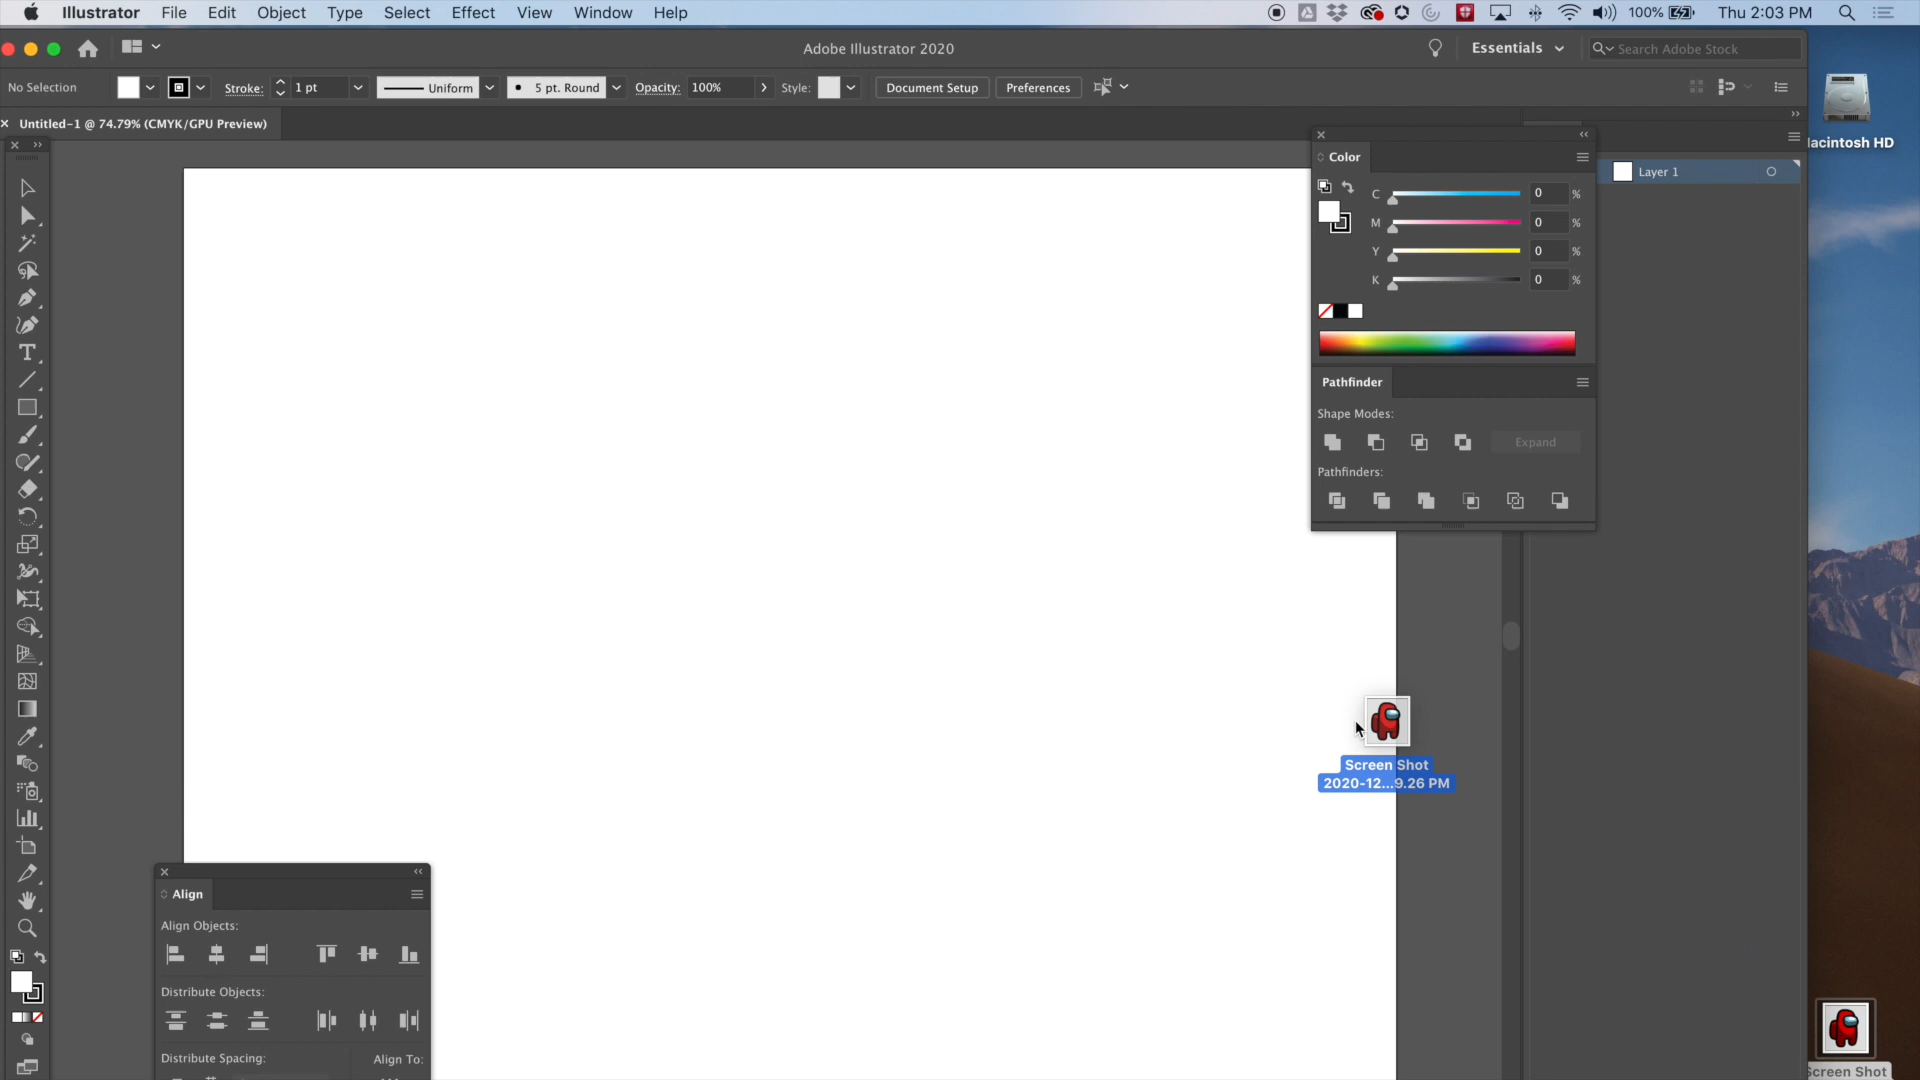 Illustrator File Edit Object Type Select Effect View Window Help 100% Thu 2:03 PM
Adobe Illustrator 2020 Essentials Search Adobe Stock
No Selection Stroke: 1 pt Uniform 5 pt. Round Opacity: 100% Style: Document Setup Preferences
Untitled-1 @ 74.79% (CMYK/GPU Preview)
acintosh HD
Color
Layer 1
C 0 %
M 0 %
Y 0 %
K 0 %
Pathfinder
Shape Modes:
Expand
Pathfinders:
Screen Shot
2020-12...9.26 PM
Align
Align Objects:
Distribute Objects:
Distribute Spacing: Align To:
Screen Shot